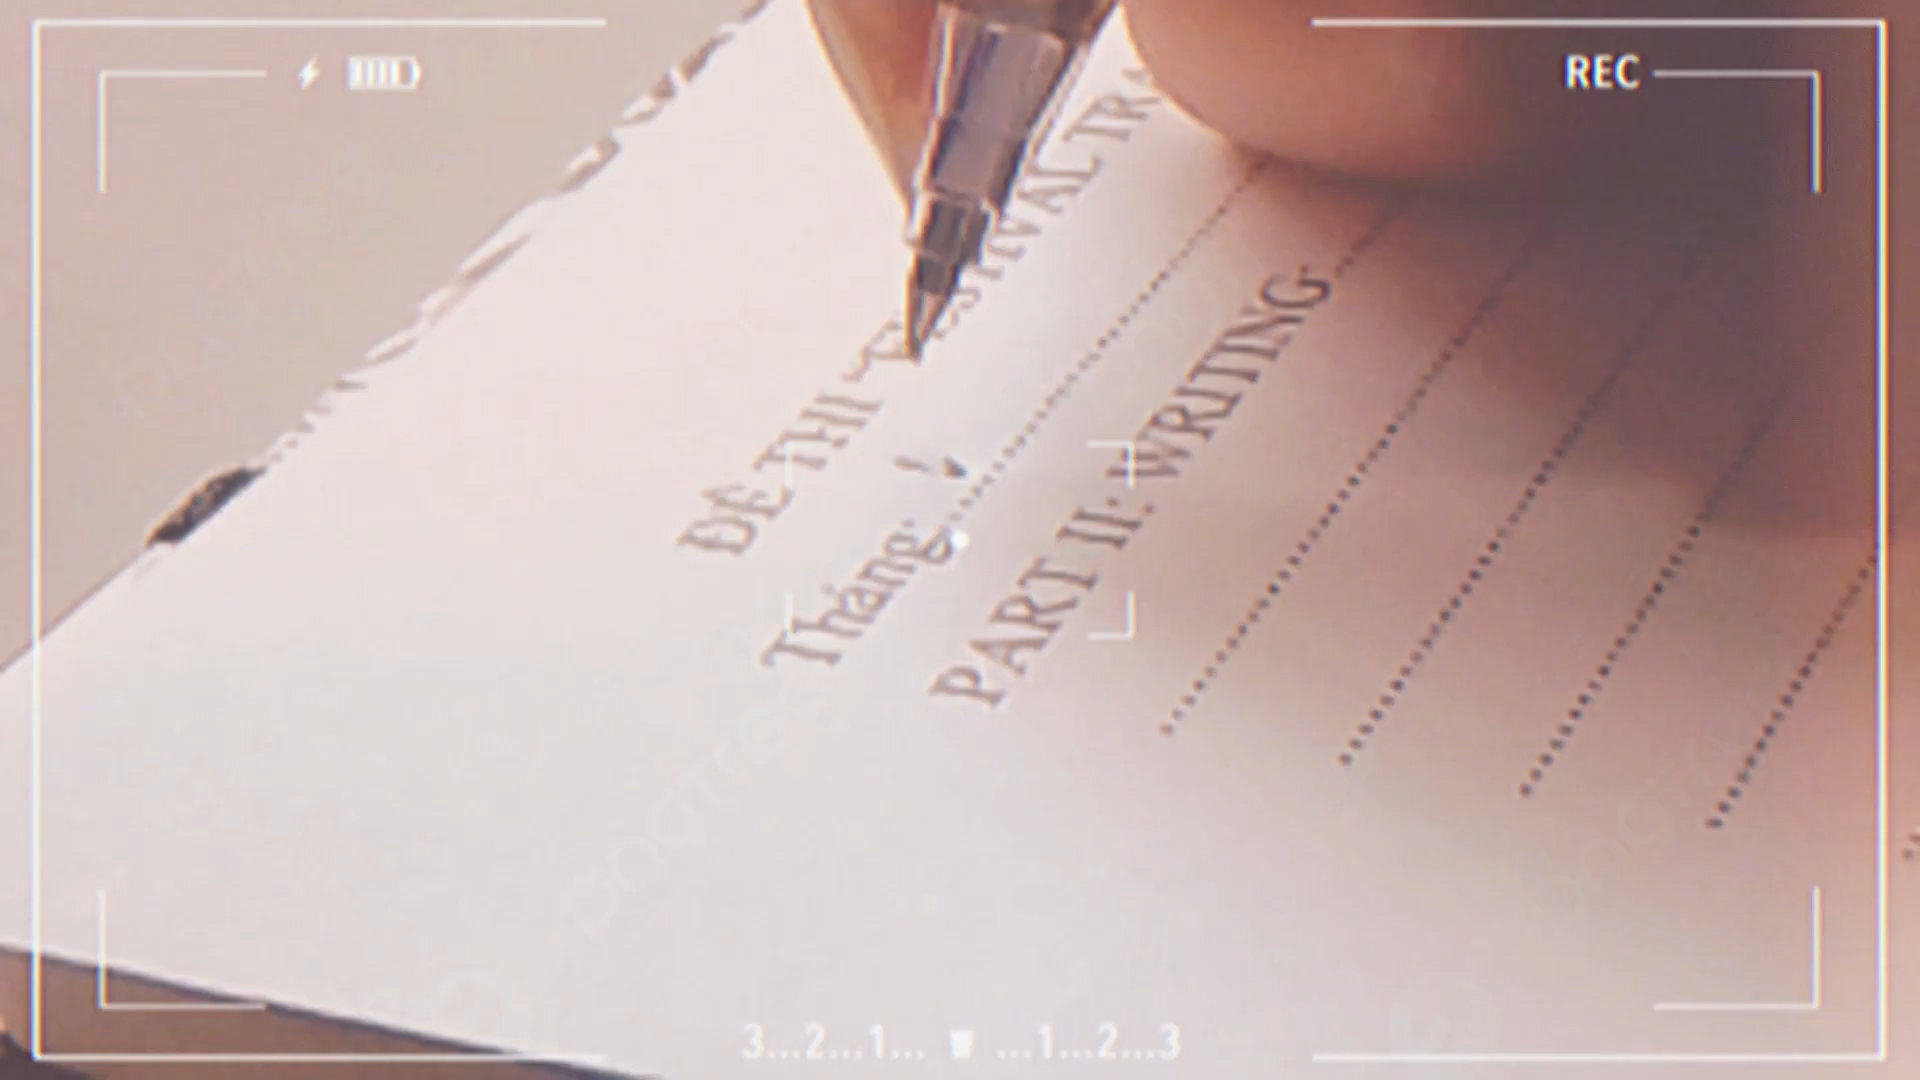 REC
ĐỀ THI
Tháng:
PART II: WRITING
3...2...1... ...1...2...3